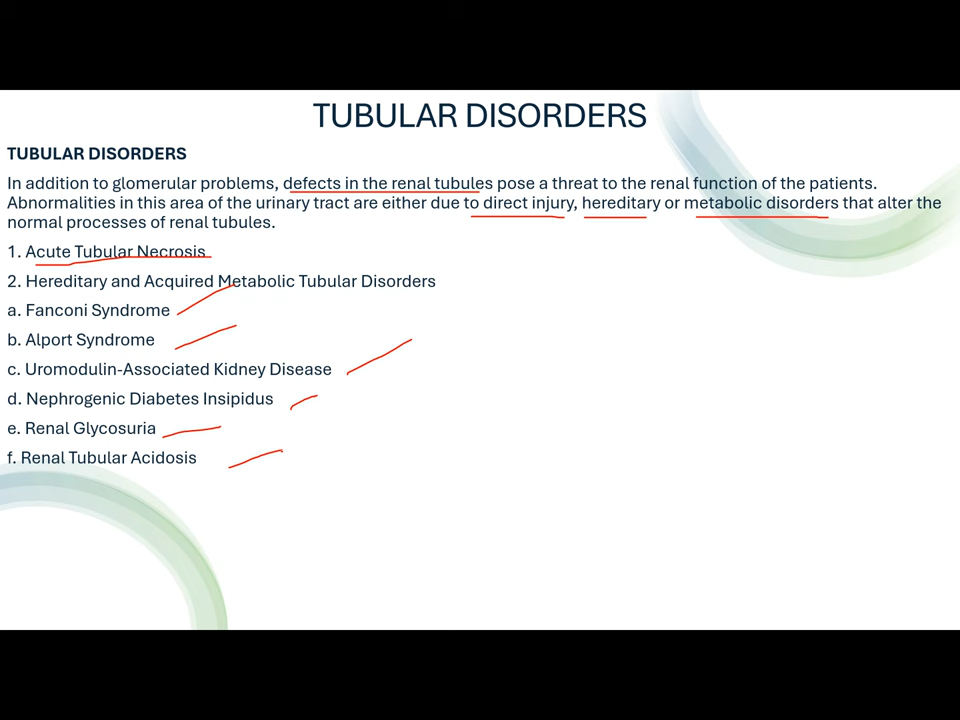 TUBULAR DISORDERS
TUBULAR DISORDERS
In addition to glomerular problems, defects in the renal tubules pose a threat to the renal function of the patients.
Abnormalities in this area of the urinary tract are either due to direct injury, hereditary or metabolic disorders that alter the
normal processes of renal tubules.
1. Acute Tubular Necrosis
2. Hereditary and Acquired Metabolic Tubular Disorders
a. Fanconi Syndrome
b. Alport Syndrome
c. Uromodulin-Associated Kidney Disease
d. Nephrogenic Diabetes Insipidus
e. Renal Glycosuria
f. Renal Tubular Acidosis